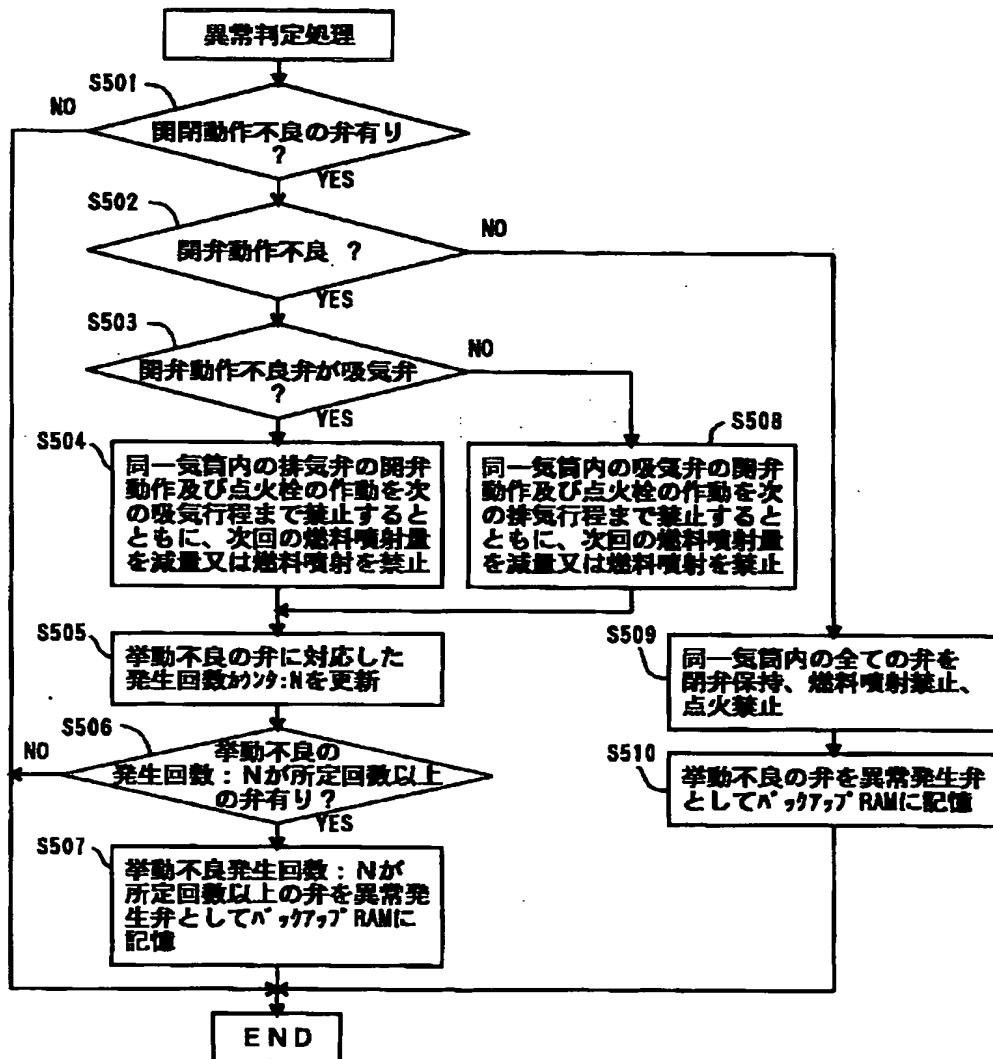 異常判定処理
S501
NO
開閉動作不良の弁有り
?
YES
S502
NO
開弁動作不良 ?
YES
S503
NO
開弁動作不良弁が吸気弁
?
YES
S504
同一気筒内の排気弁の開弁
動作及び点火栓の作動を次
の吸気行程まで禁止すると
ともに、次回の燃料噴射量
を減量又は燃料噴射を禁止
S508
同一気筒内の吸気弁の開弁
動作及び点火栓の作動を次
の排気行程まで禁止すると
ともに、次回の燃料噴射量
を減量又は燃料噴射を禁止
S505
挙動不良の弁に対応した
発生回数カウンタ:Nを更新
S509
同一気筒内の全ての弁を
閉弁保持、燃料噴射禁止、
点火禁止
S506
NO
挙動不良の
発生回数:Nが所定回数以上
の弁有り?
YES
S510
挙動不良の弁を異常発生弁
としてバックアップRAMに記憶
S507
挙動不良発生回数:Nが
所定回数以上の弁を異常発
生弁としてバックアップRAMに
記憶
END